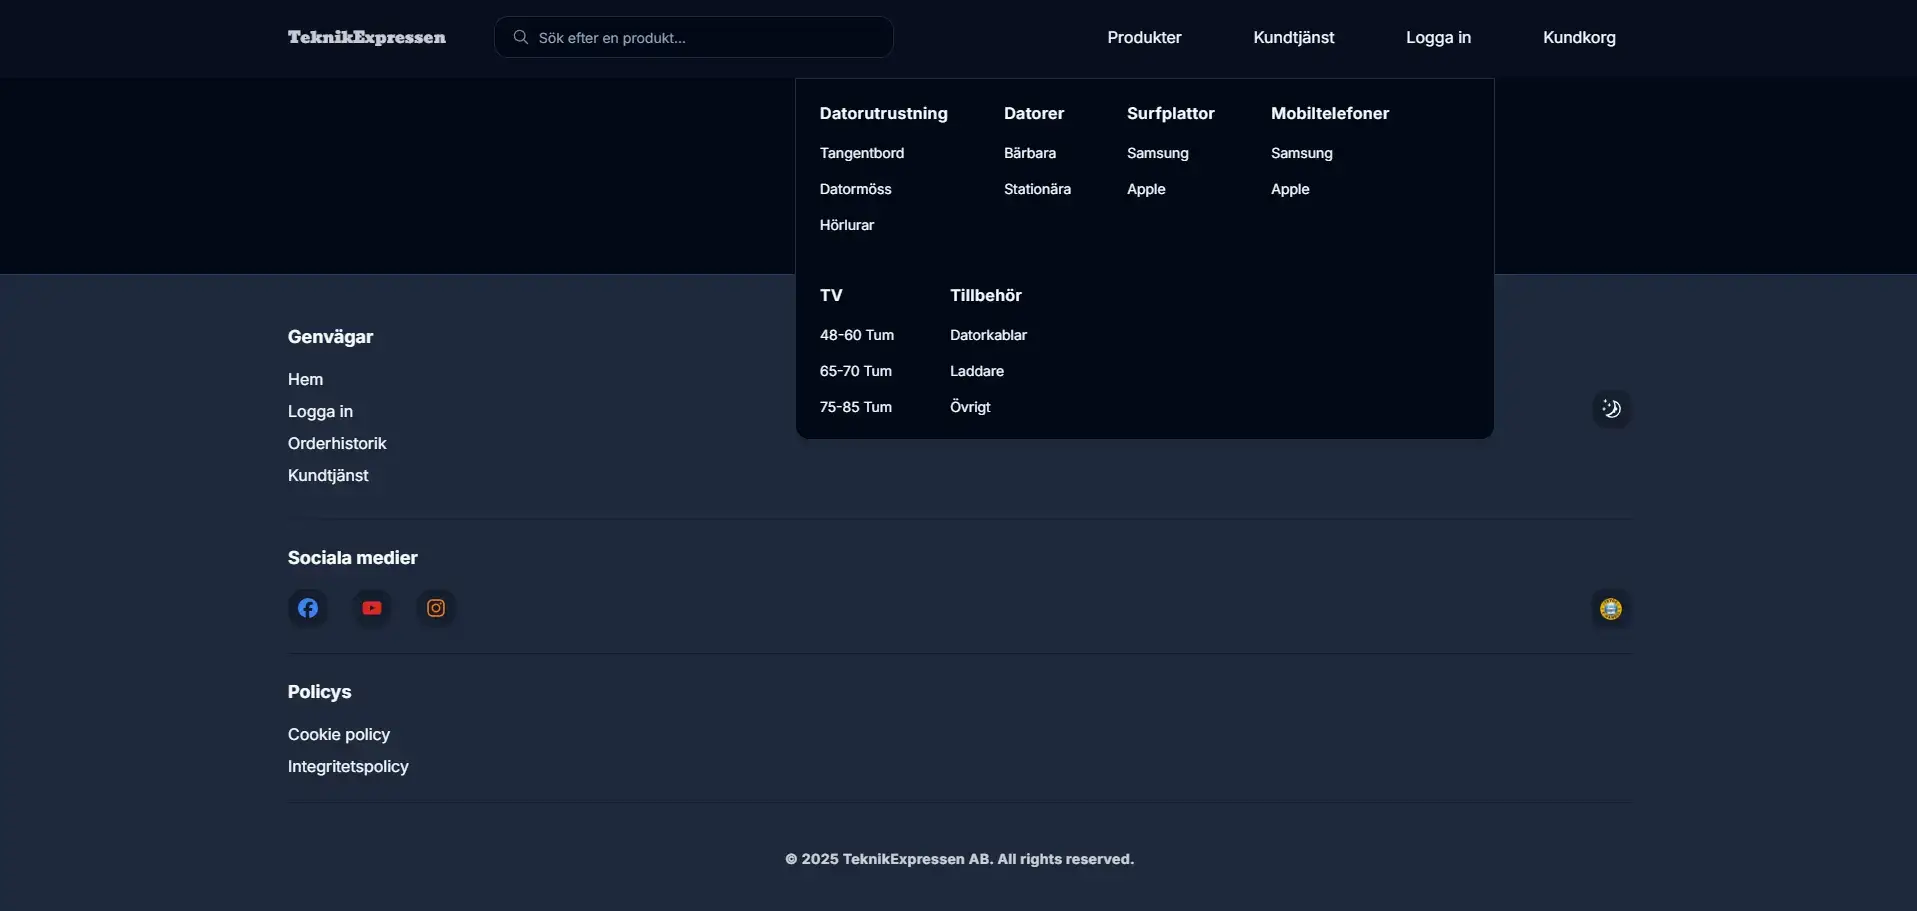 TeknikExpressen
Sök efter en produkt...
Produkter
Kundtjänst
Logga in
Kundkorg
Datorutrustning
Tangentbord
Datormöss
Hörlurar
Datorer
Bärbara
Stationära
Surfplattor
Samsung
Apple
Mobiltelefoner
Samsung
Apple
TV
48-60 Tum
65-70 Tum
75-85 Tum
Tillbehör
Datorkablar
Laddare
Övrigt
Genvägar
Hem
Logga in
Orderhistorik
Kundtjänst
Sociala medier
Policys
Cookie policy
Integritetspolicy
© 2025 TeknikExpressen AB. All rights reserved.